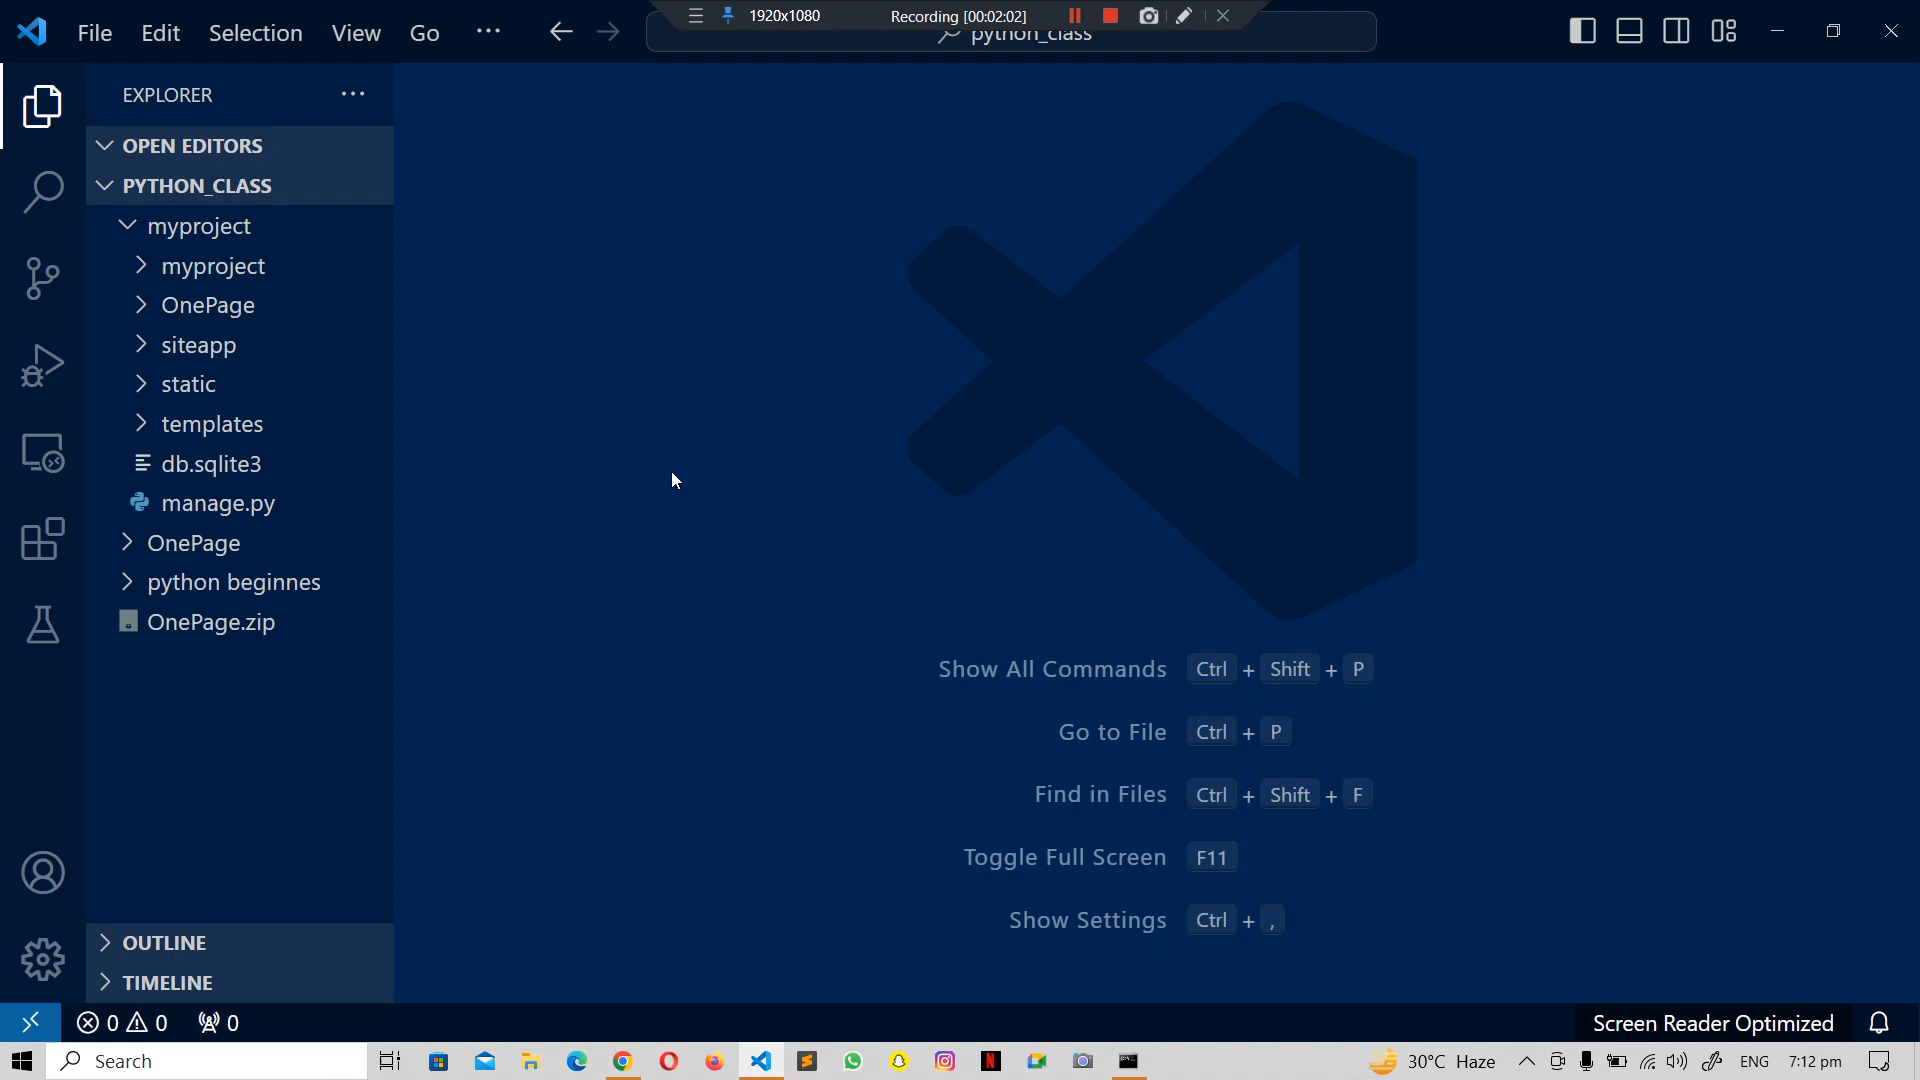 1920x1080 Recording [00:02:02]
File Edit Selection View Go ··· python_class
EXPLORER
OPEN EDITORS
PYTHON_CLASS
myproject
myproject
OnePage
siteapp
static
templates
db.sqlite3
manage.py
OnePage
python beginnes
OnePage.zip
Show All Commands Ctrl + Shift + P
Go to File Ctrl + P
Find in Files Ctrl + Shift + F
Toggle Full Screen F11
Show Settings Ctrl + ,
OUTLINE
TIMELINE
0 0 0 Screen Reader Optimized
Search 30°C Haze ENG 7:12 pm